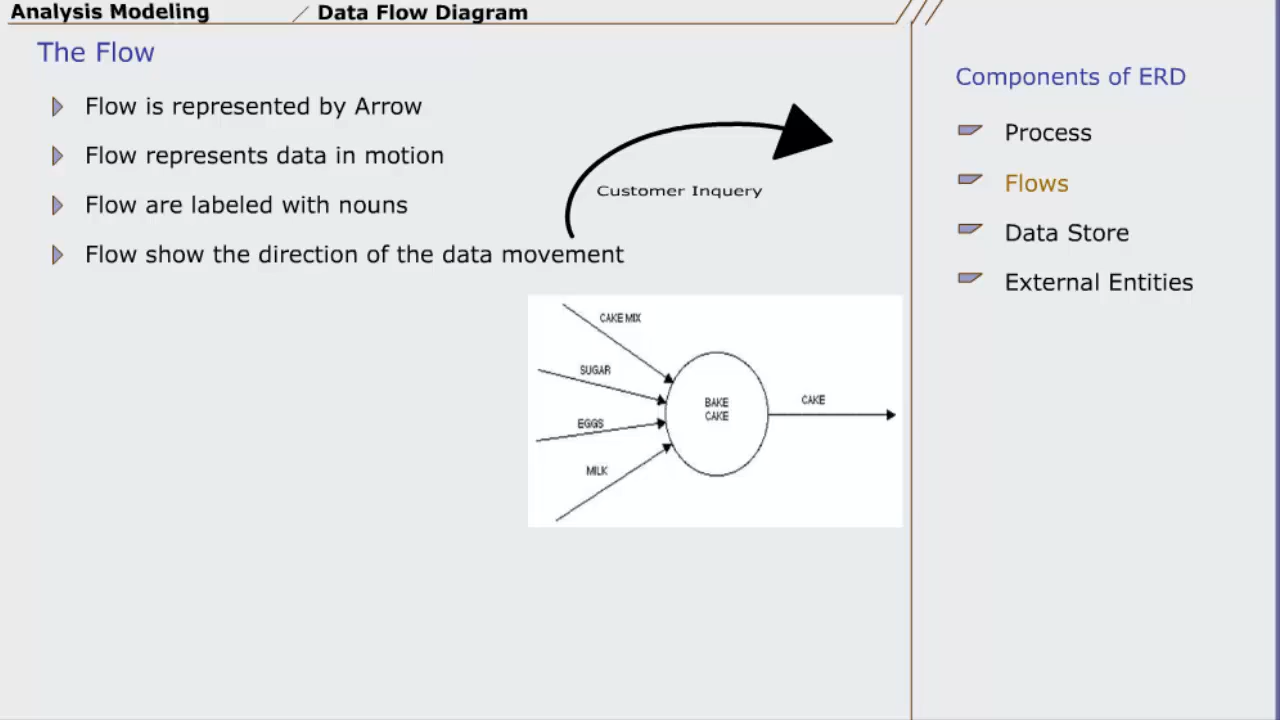 Analysis Modeling / Data Flow Diagram
The Flow
Flow is represented by Arrow
Flow represents data in motion
Flow are labeled with nouns
Flow show the direction of the data movement
Customer Inquery
CAKE MIX
SUGAR
EGGS
MILK
BAKE
CAKE
CAKE
Components of ERD
Process
Flows
Data Store
External Entities